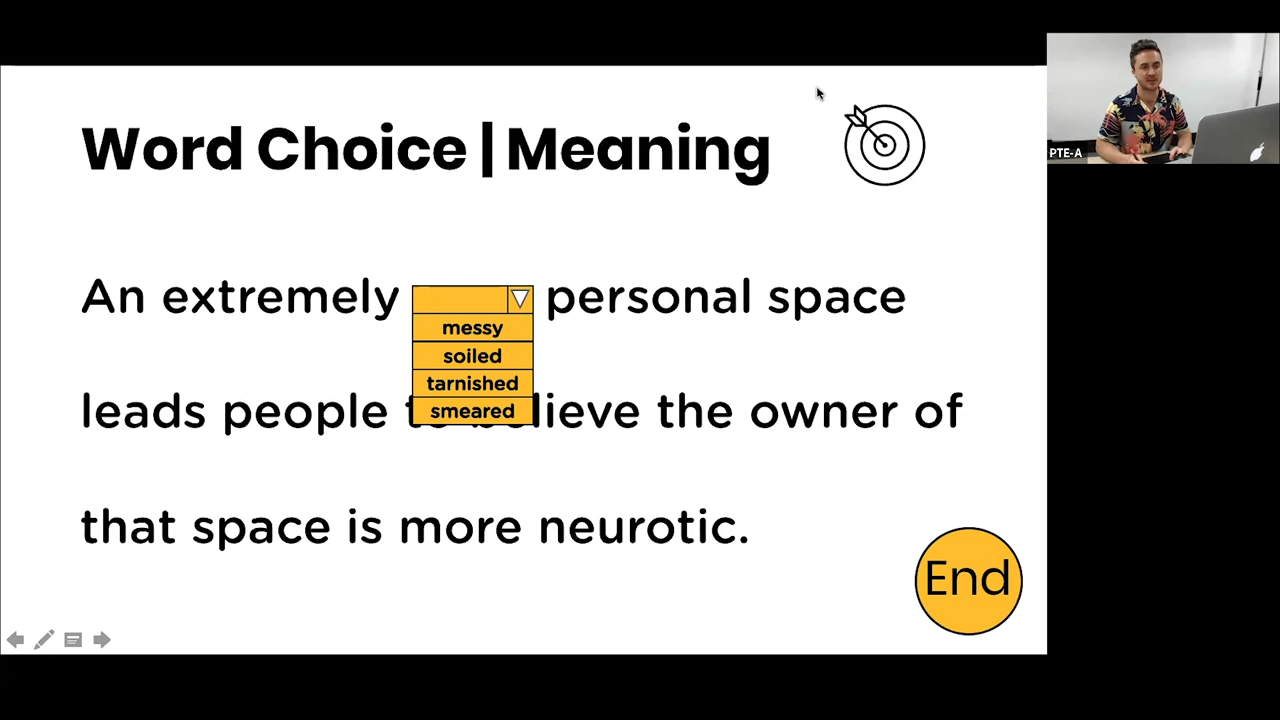 Word Choice | Meaning
PTE-A
An extremely
personal space
messy
soiled
tarnished
smeared
leads people
lieve the owner of
that space is more neurotic.
End